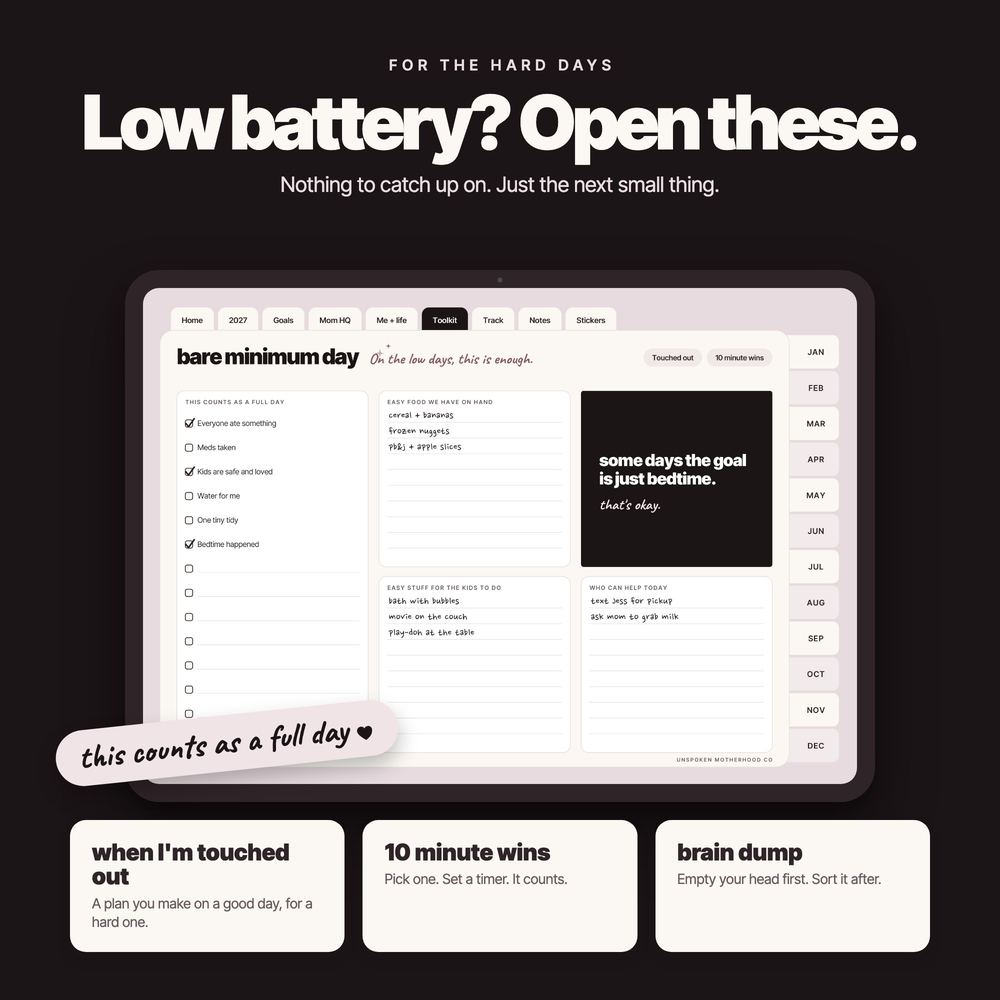 FOR THE HARD DAYS
Low battery? Open these.
Nothing to catch up on. Just the next small thing.
Home 2027 Goals Mom HQ Me + life Toolkit Track Notes Stickers
bare minimum day On the low days, this is enough. Touched out 10 minute wins
THIS COUNTS AS A FULL DAY
Everyone ate something
Meds taken
Kids are safe and loved
Water for me
One tiny tidy
Bedtime happened
EASY FOOD WE HAVE ON HAND
cereal + bananas
frozen nuggets
pb&j + apple slices
some days the goal
is just bedtime.
that's okay.
EASY STUFF FOR THE KIDS TO DO
bath with bubbles
movie on the couch
play-doh at the table
WHO CAN HELP TODAY
text Jess for pickup
ask mom to grab milk
UNSPOKEN MOTHERHOOD CO
JAN
FEB
MAR
APR
MAY
JUN
JUL
AUG
SEP
OCT
NOV
DEC
this counts as a full day
when I'm touched
out
A plan you make on a good day, for a
hard one.
10 minute wins
Pick one. Set a timer. It counts.
brain dump
Empty your head first. Sort it after.